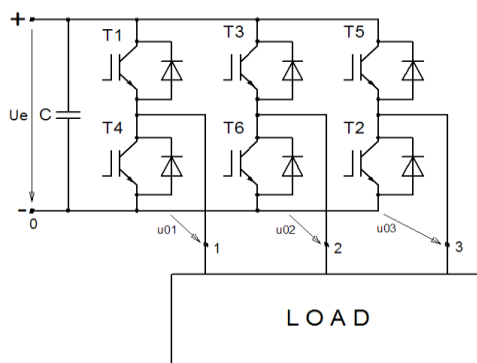 +
T1 T3 T5
Ue C
T4 T6 T2
-
0
u01 u02 u03
1 2 3
LOAD